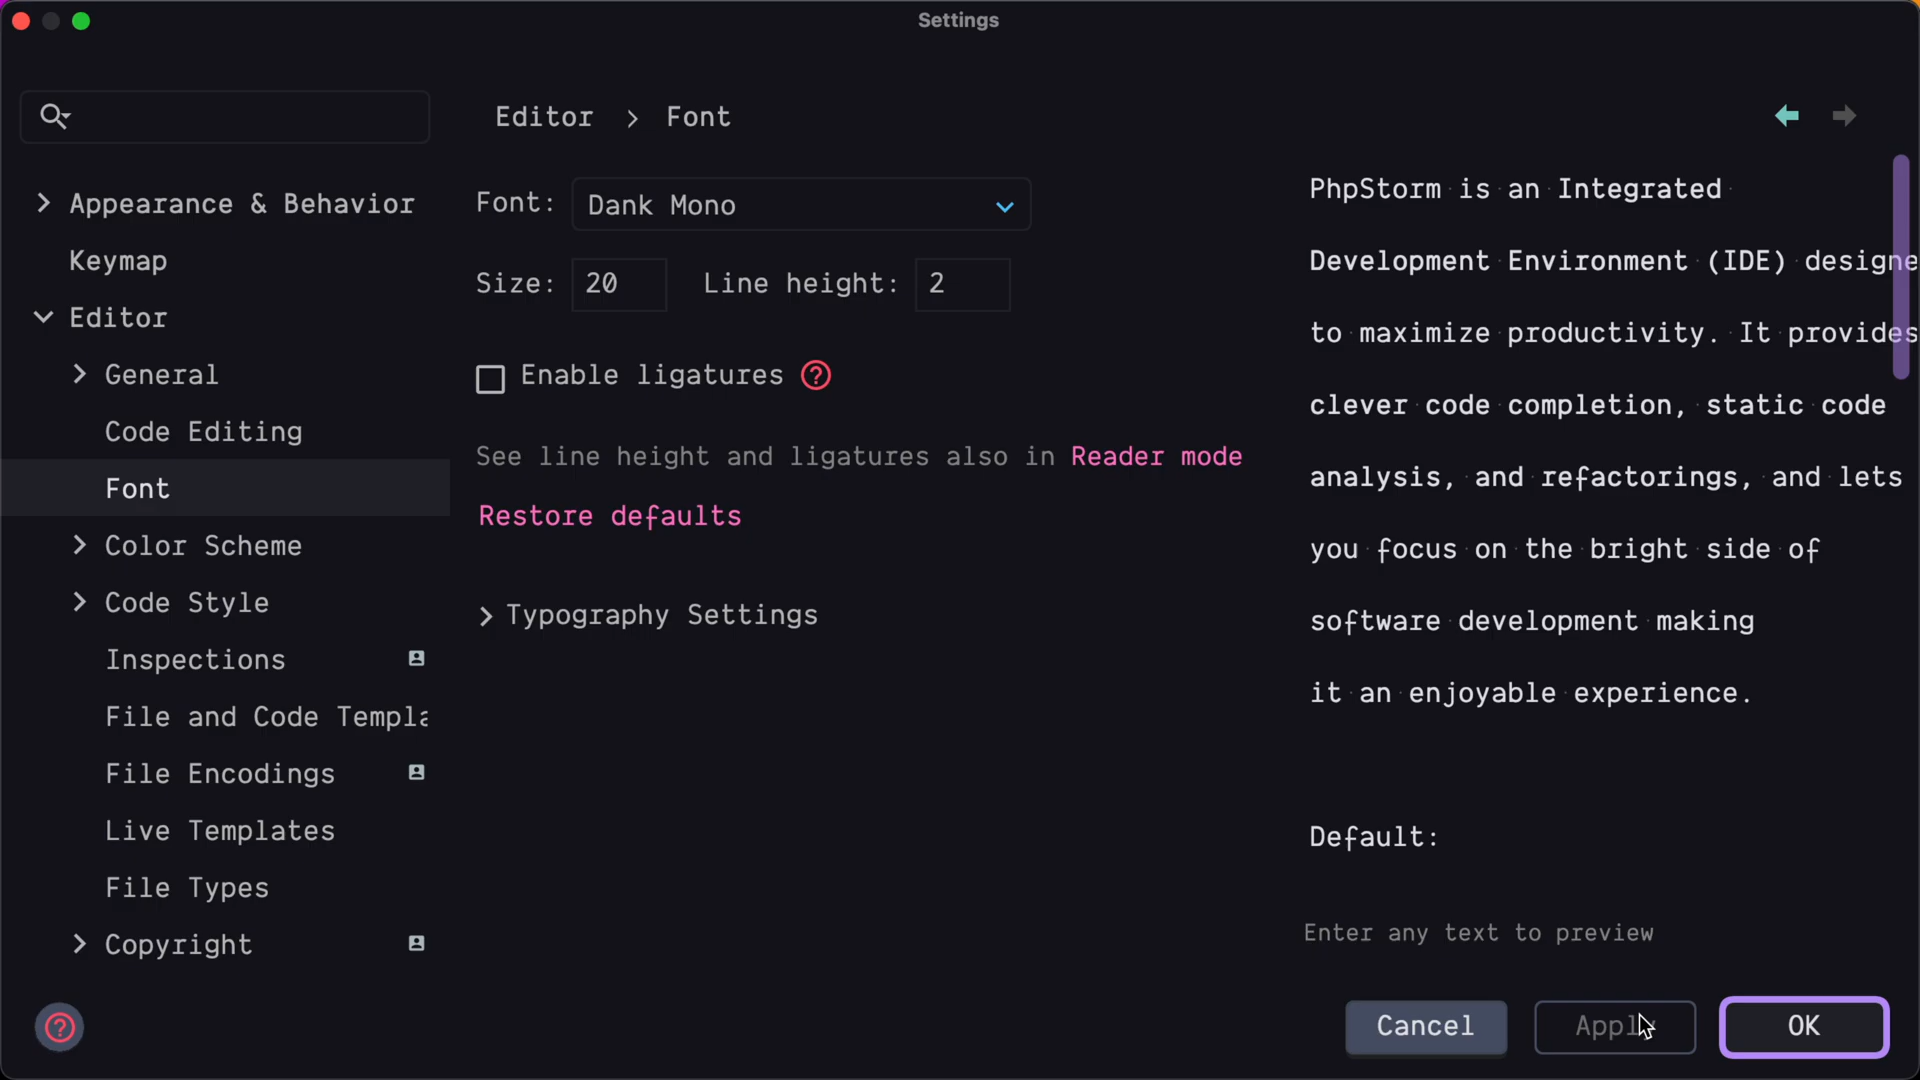 Settings
Editor > Font
Appearance & Behavior
Keymap
Editor
General
Code Editing
Font
Color Scheme
Code Style
Inspections
File and Code Templa
File Encodings
Live Templates
File Types
Copyright
Font: Dank Mono
Size: 20 Line height: 2
Enable ligatures ?
See line height and ligatures also in Reader mode
Restore defaults
Typography Settings
PhpStorm is an Integrated
Development Environment (IDE) designe
to maximize productivity. It provides
clever code completion, static code
analysis, and refactorings, and lets
you focus on the bright side of
software development making
it an enjoyable experience.
Default:
Enter any text to preview
?
Cancel
Apply
OK